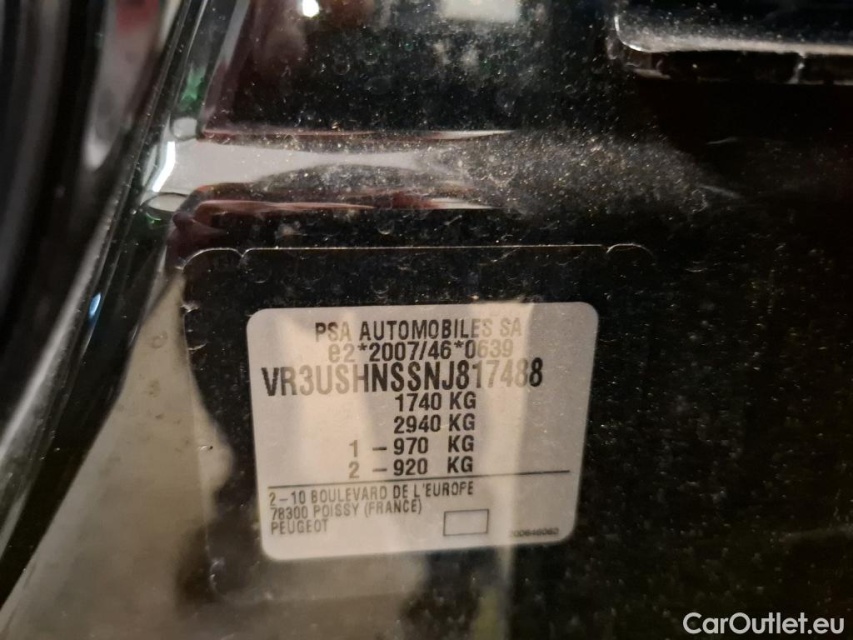 PSA AUTOMOBILES SA
e2*2007/46*0639
VR3USHNSSNJ817488
1740 KG
2940 KG
1 - 970 KG
2 - 920 KG
2-10 BOULEVARD DE L'EUROPE
78300 POISSY (FRANCE)
PEUGEOT
CarOutlet.eu